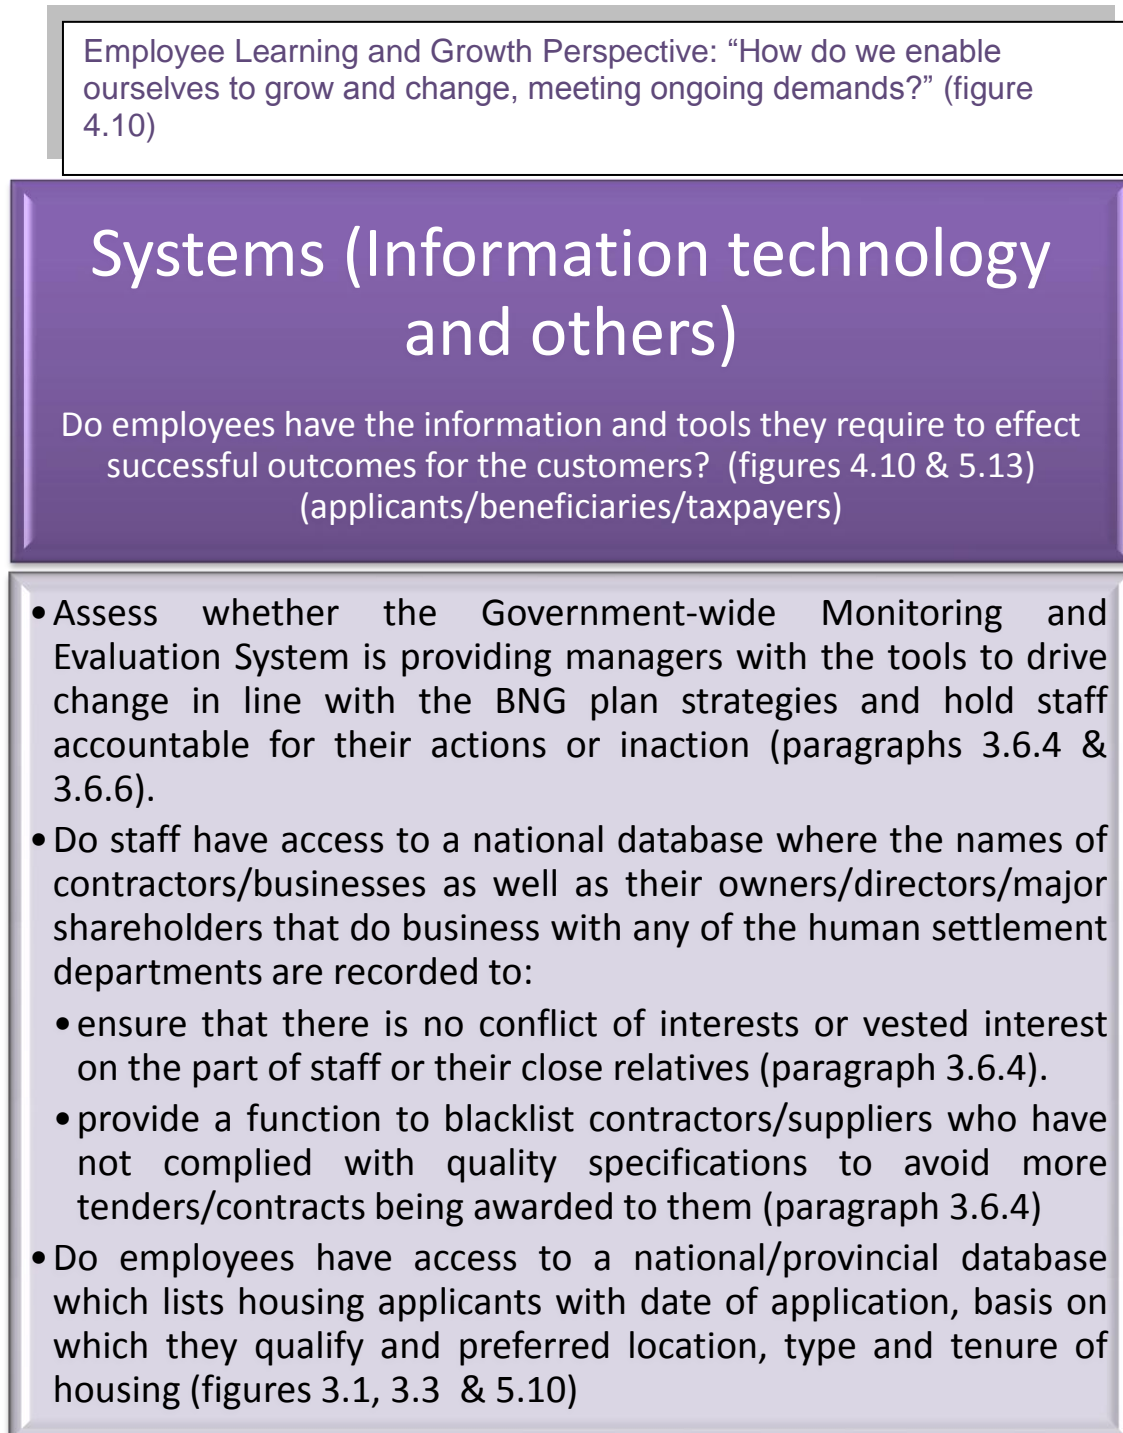 Employee Learning and Growth Perspective: “How do we enable
ourselves to grow and change, meeting ongoing demands?” (figure
4.10)
Systems (Information technology
and others)
Do employees have the information and tools they require to effect
successful outcomes for the customers?  (figures 4.10 & 5.13)
(applicants/beneficiaries/taxpayers)
•Assess whether the Government-wide Monitoring and
Evaluation System is providing managers with the tools to drive
change in line with the BNG plan strategies and hold staff
accountable for their actions or inaction (paragraphs 3.6.4 &
3.6.6).
•Do staff have access to a national database where the names of
contractors/businesses as well as their owners/directors/major
shareholders that do business with any of the human settlement
departments are recorded to:
•ensure that there is no conflict of interests or vested interest
on the part of staff or their close relatives (paragraph 3.6.4).
•provide a function to blacklist contractors/suppliers who have
not complied with quality specifications to avoid more
tenders/contracts being awarded to them (paragraph 3.6.4)
•Do employees have access to a national/provincial database
which lists housing applicants with date of application, basis on
which they qualify and preferred location, type and tenure of
housing (figures 3.1, 3.3  & 5.10)